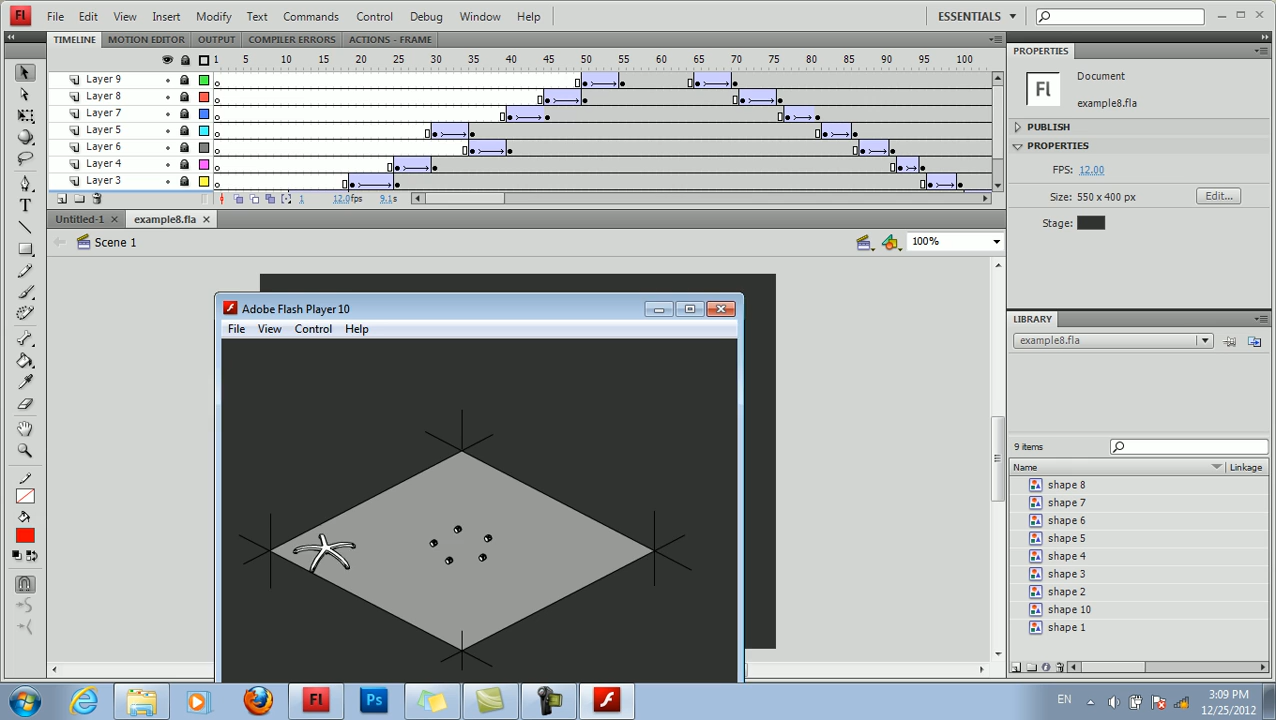 Fl File Edit View Insert Modify Text Commands Control Debug Window Help ESSENTIALS
TIMELINE MOTION EDITOR OUTPUT COMPILER ERRORS ACTIONS - FRAME
1 5 10 15 20 25 30 35 40 45 50 55 60 65 70 75 80 85 90 95 100
Layer 9
Layer 8
Layer 7
Layer 5
Layer 6
Layer 4
Layer 3
1 12.0fps 9.1s
Untitled-1 example8.fla
Scene 1 100%
Adobe Flash Player 10
File View Control Help
PROPERTIES
Fl Document
example8.fla
PUBLISH
PROPERTIES
FPS: 12.00
Size: 550 x 400 px Edit...
Stage:
LIBRARY
example8.fla
9 items
Name Linkage
shape 8
shape 7
shape 6
shape 5
shape 4
shape 3
shape 2
shape 10
shape 1
Fl Ps EN 3:09 PM
12/25/2012